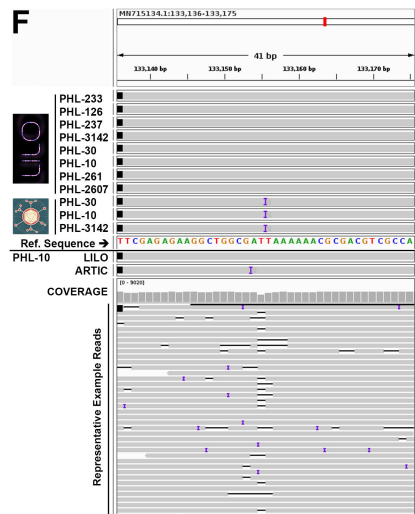 F
MN715134.1:133,136-133,175
41 bp
133,140 bp 133,150 bp 133,160 bp 133,170 bp
PHL-233
PHL-126
PHL-237
PHL-3142
PHL-30
PHL-10
PHL-261
PHL-2607
LILO
PHL-30
PHL-10
PHL-3142
Ref. Sequence → TTCGAGAGAAGGCTGGCGATTAAAAAACGCGACGTCGCCA
PHL-10 LILO
ARTIC
COVERAGE [0 - 9020]
Representative Example Reads